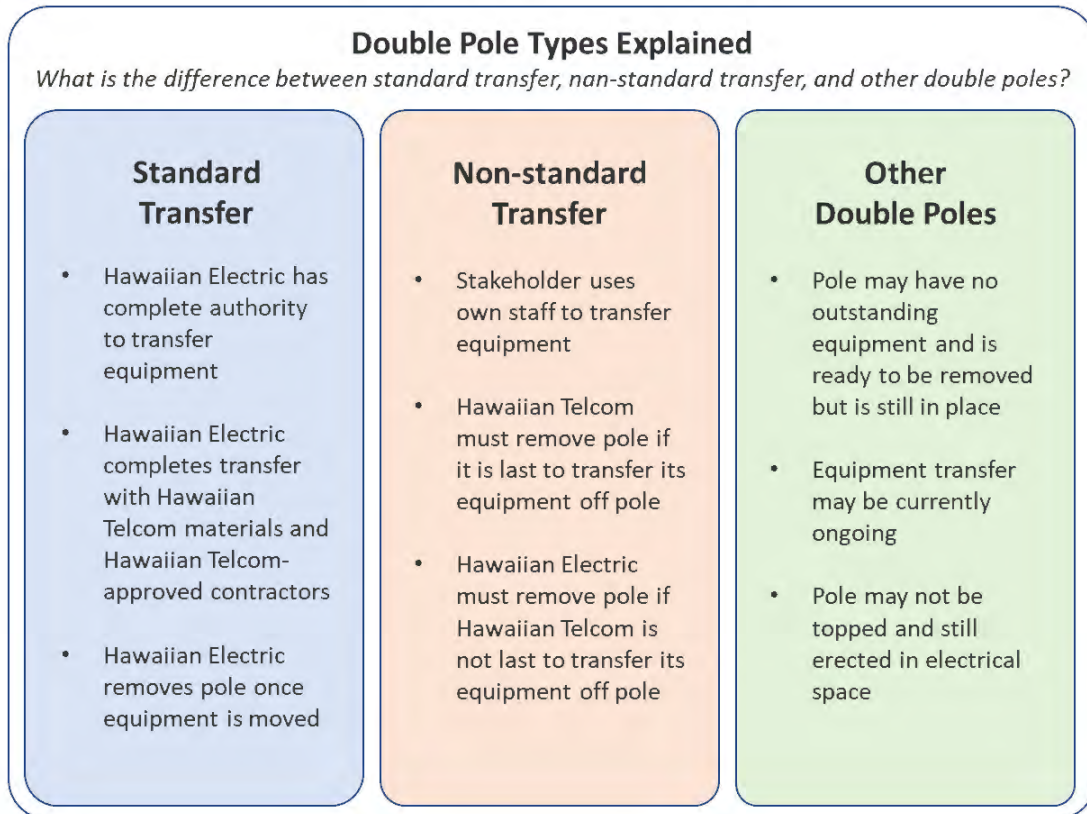 Double Pole Types Explained
What is the difference between standard transfer, nan-standard transfer, and other double poles?
Standard
Transfer
• Hawaiian Electric has
complete authority
to transfer
equipment
• Hawaiian Electric
completes transfer
with Hawaiian
Telcom materials and
Hawaiian Telcom-
approved contractors
• Hawaiian Electric
removes pole once
equipment is moved
Non-standard
Transfer
• Stakeholder uses
own staff to transfer
equipment
• Hawaiian Telcom
must remove pole if
it is last to transfer its
equipment off pole
• Hawaiian Electric
must remove pole if
Hawaiian Telcom is
not last to transfer its
equipment off pole
Other
Double Poles
• Pole may have no
outstanding
equipment and is
ready to be removed
but is still in place
• Equipment transfer
may be currently
ongoing
• Pole may not be
topped and still
erected in electrical
space